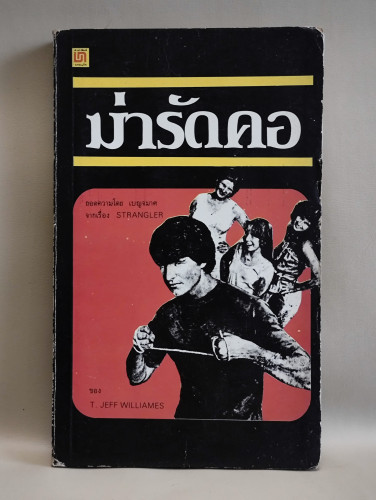 ฆ่ารัดคอ
ถอดความโดย เบญจมาศ
จากเรื่อง STRANGLER
ของ
T. JEFF WILLIAMES